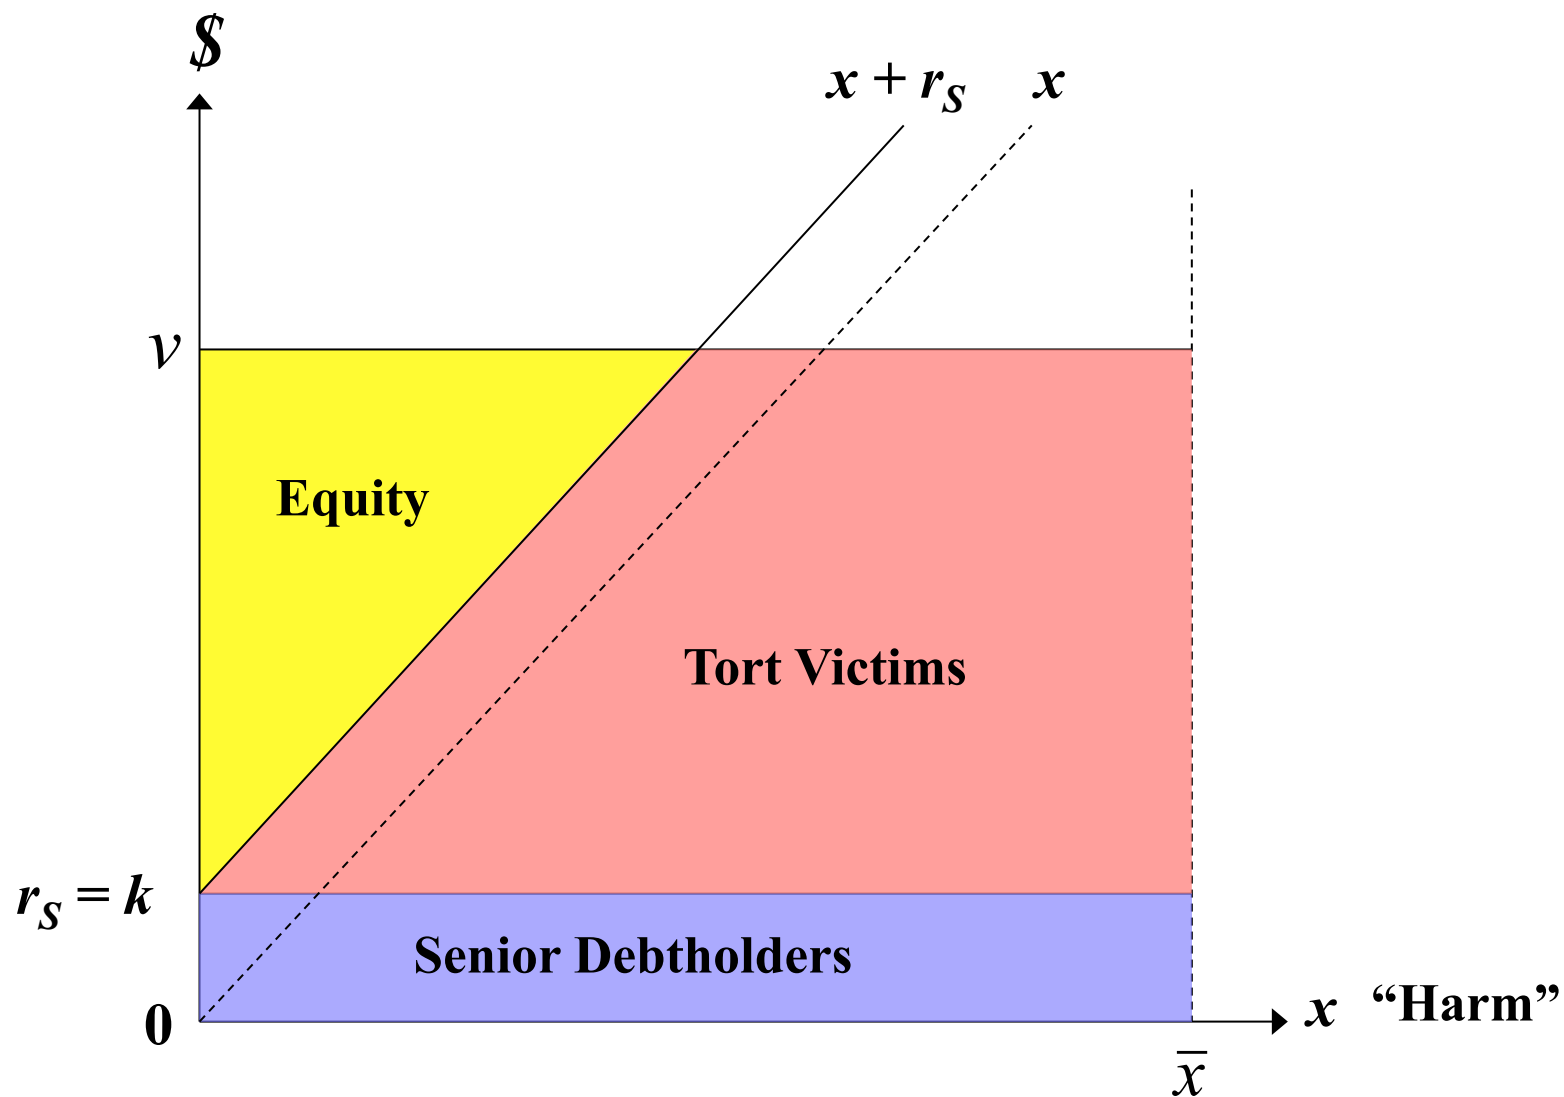 $
x + r_S x
v
Equity
Tort Victims
r_S = k
Senior Debtholders
0
x “Harm”
x̅